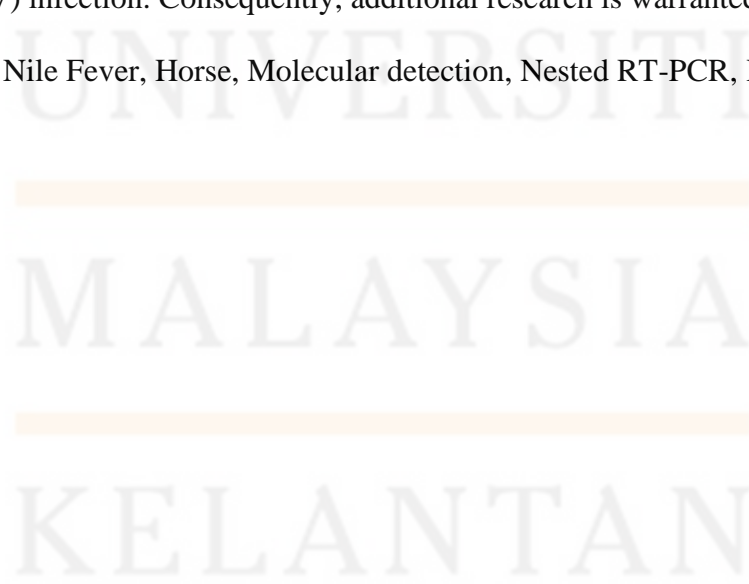 ) infection. Consequently, additional research is warranted
Nile Fever, Horse, Molecular detection, Nested RT-PCR,
UNIVERSITI
MALAYSIA
KELANTAN